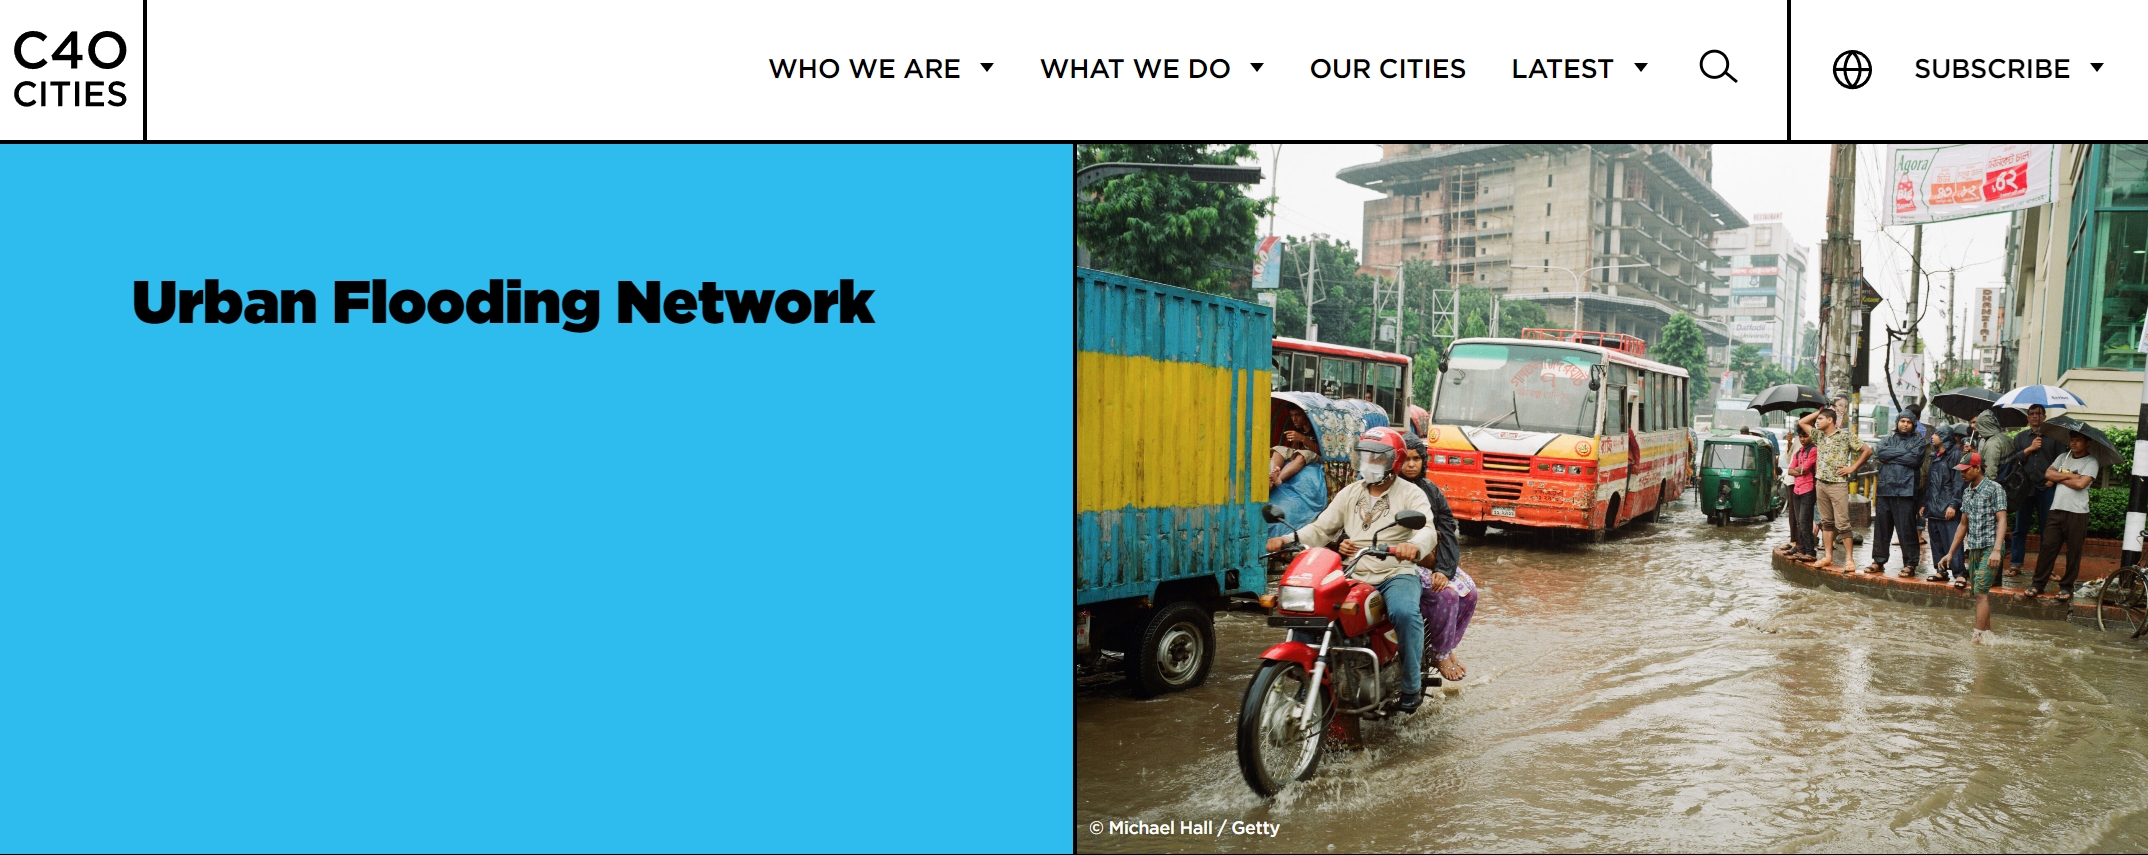 C40
CITIES
WHO WE ARE
WHAT WE DO
OUR CITIES
LATEST
SUBSCRIBE
Urban Flooding Network
Agora
© Michael Hall / Getty